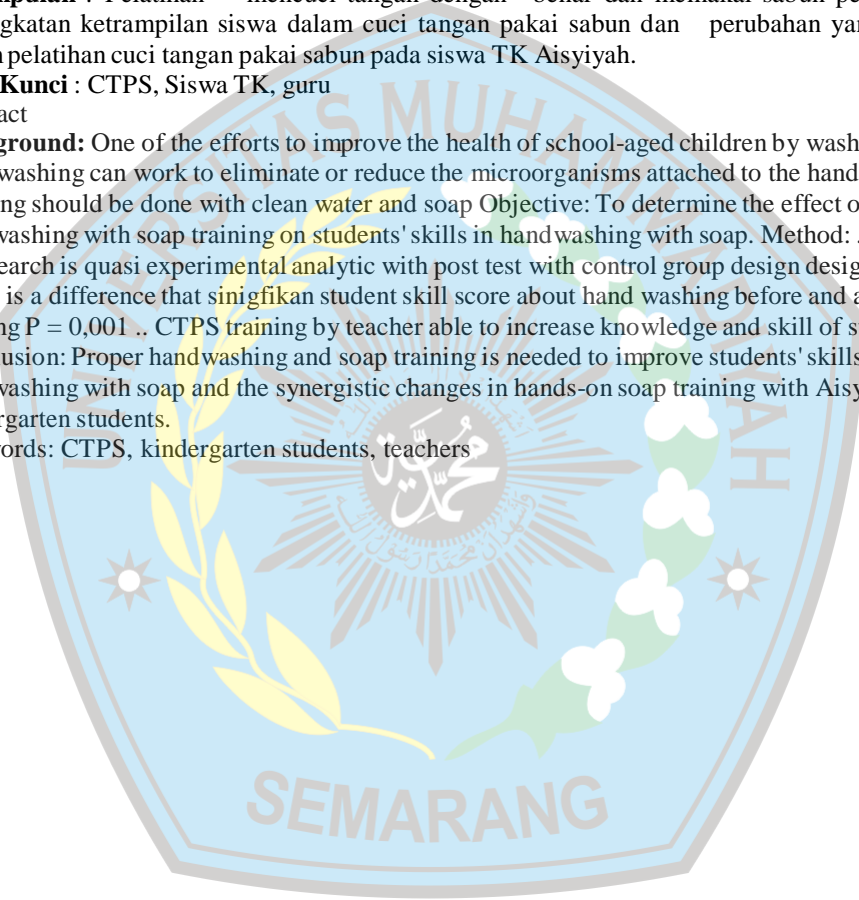 mpulan : Pelatihan mencuci tangan dengan benar dan memakai sabun pe
ngkatan ketrampilan siswa dalam cuci tangan pakai sabun dan perubahan yan
n pelatihan cuci tangan pakai sabun pada siswa TK Aisyiyah.
Kunci : CTPS, Siswa TK, guru
act
ground: One of the efforts to improve the health of school-aged children by wash
washing can work to eliminate or reduce the microorganisms attached to the hand
ng should be done with clean water and soap Objective: To determine the effect o
washing with soap training on students' skills in handwashing with soap. Method: .
earch is quasi experimental analytic with post test with control group design desig
is a difference that sinigfikan student skill score about hand washing before and a
ng P = 0,001 .. CTPS training by teacher able to increase knowledge and skill of s
usion: Proper handwashing and soap training is needed to improve students' skills
washing with soap and the synergistic changes in hands-on soap training with Aisy
rgarten students.
ords: CTPS, kindergarten students, teachers
UNIVERSITAS MUHAMMADIYAH
محمد
SEMARANG